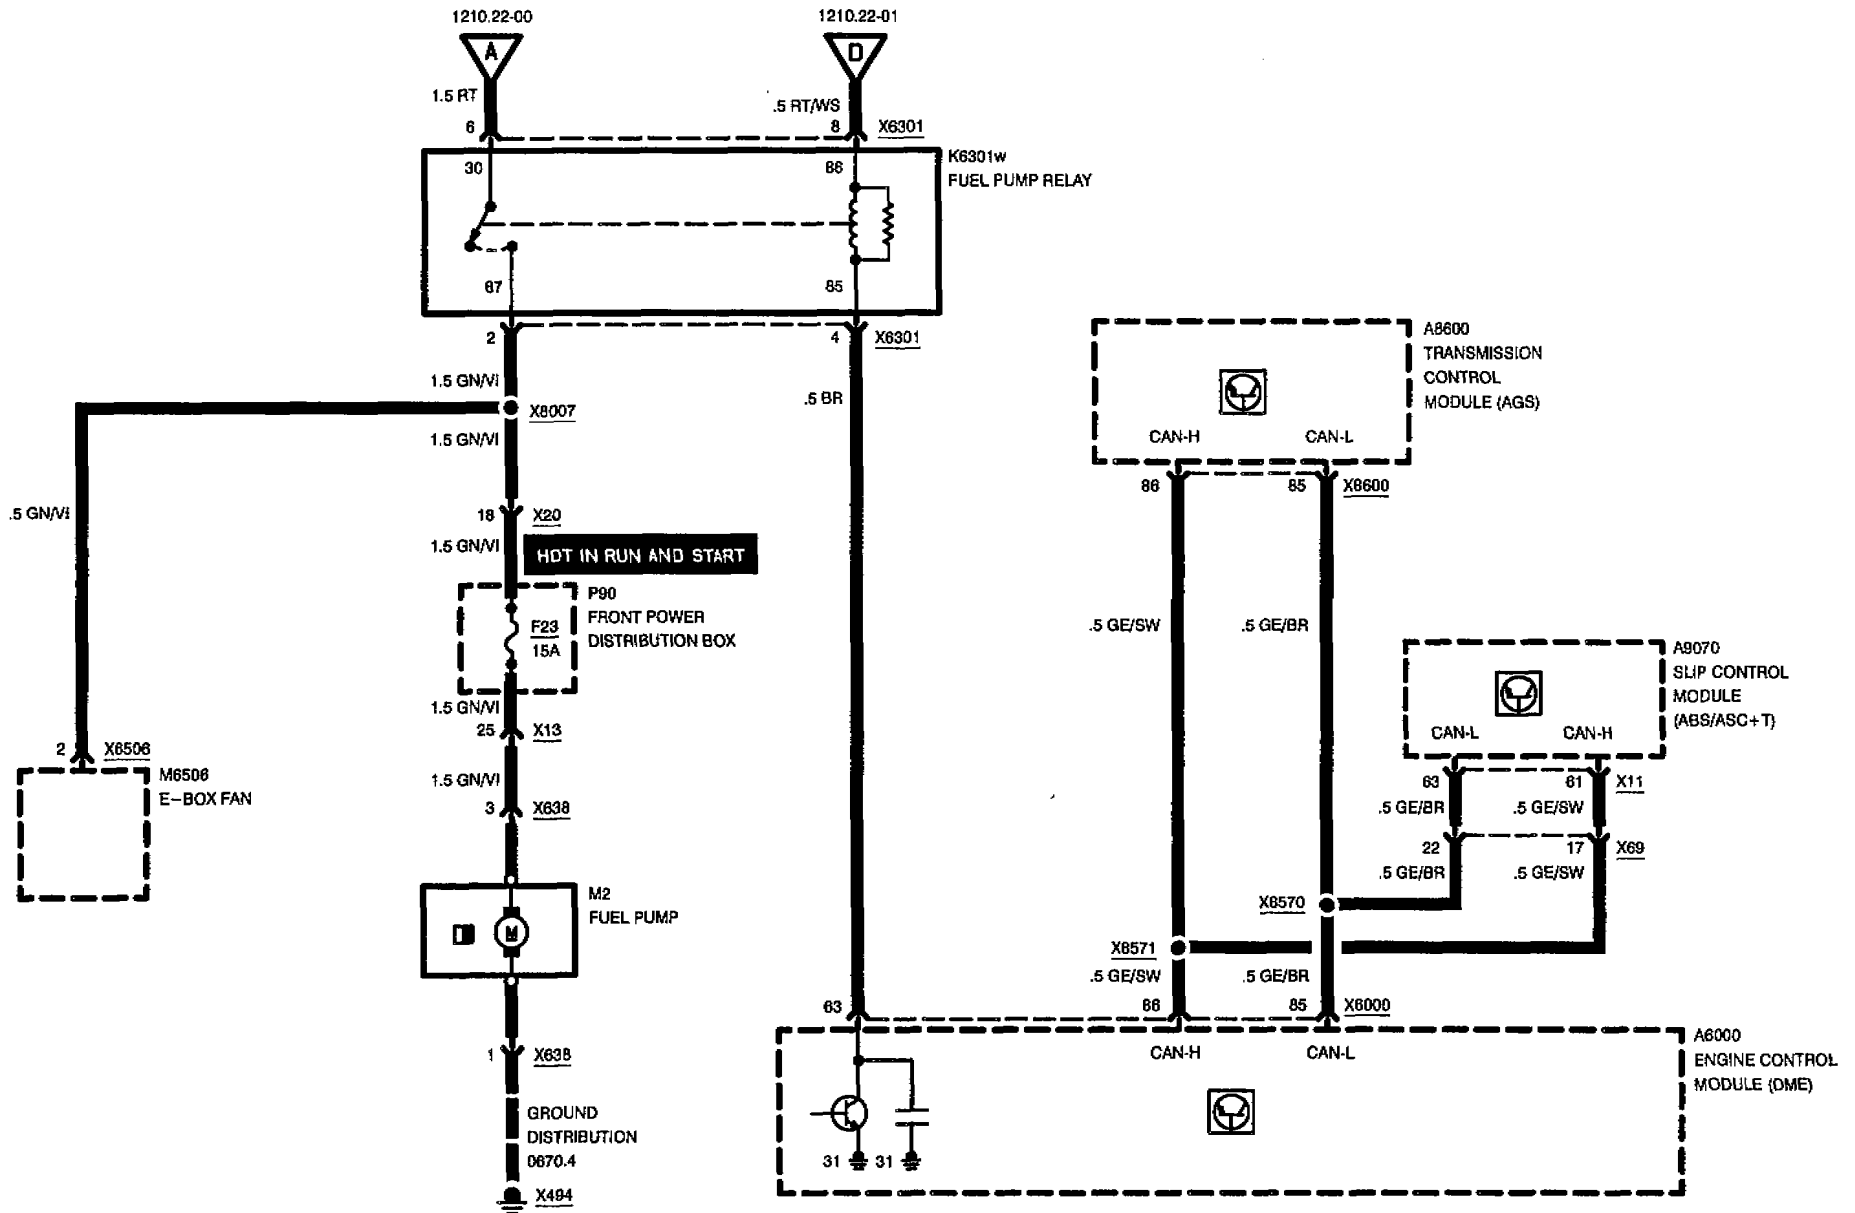 1210.22-00
1210.22-01
A
D
1.5 RT
.5 RT/WS
6
8
X6301
K6301w
FUEL PUMP RELAY
30
86
87
85
2
4
X6301
1.5 GN/VI
.5 BR
X8007
1.5 GN/VI
.5 GN/VI
18
X20
1.5 GN/VI
HOT IN RUN AND START
P90
FRONT POWER
DISTRIBUTION BOX
F23
15A
1.5 GN/VI
25
X13
1.5 GN/VI
3
X638
2
X6506
M6506
E-BOX FAN
M2
FUEL PUMP
M
1
X638
GROUND
DISTRIBUTION
0670.4
X494
A8600
TRANSMISSION
CONTROL
MODULE (AGS)
CAN-H
CAN-L
86
85
X8600
.5 GE/SW
.5 GE/BR
A9070
SLIP CONTROL
MODULE
(ABS/ASC+T)
CAN-L
CAN-H
63
61
X11
.5 GE/BR
.5 GE/SW
22
17
X69
.5 GE/BR
.5 GE/SW
X8570
X8571
.5 GE/SW
.5 GE/BR
63
86
85
X6000
A6000
ENGINE CONTROL
MODULE (DME)
CAN-H
CAN-L
31
31